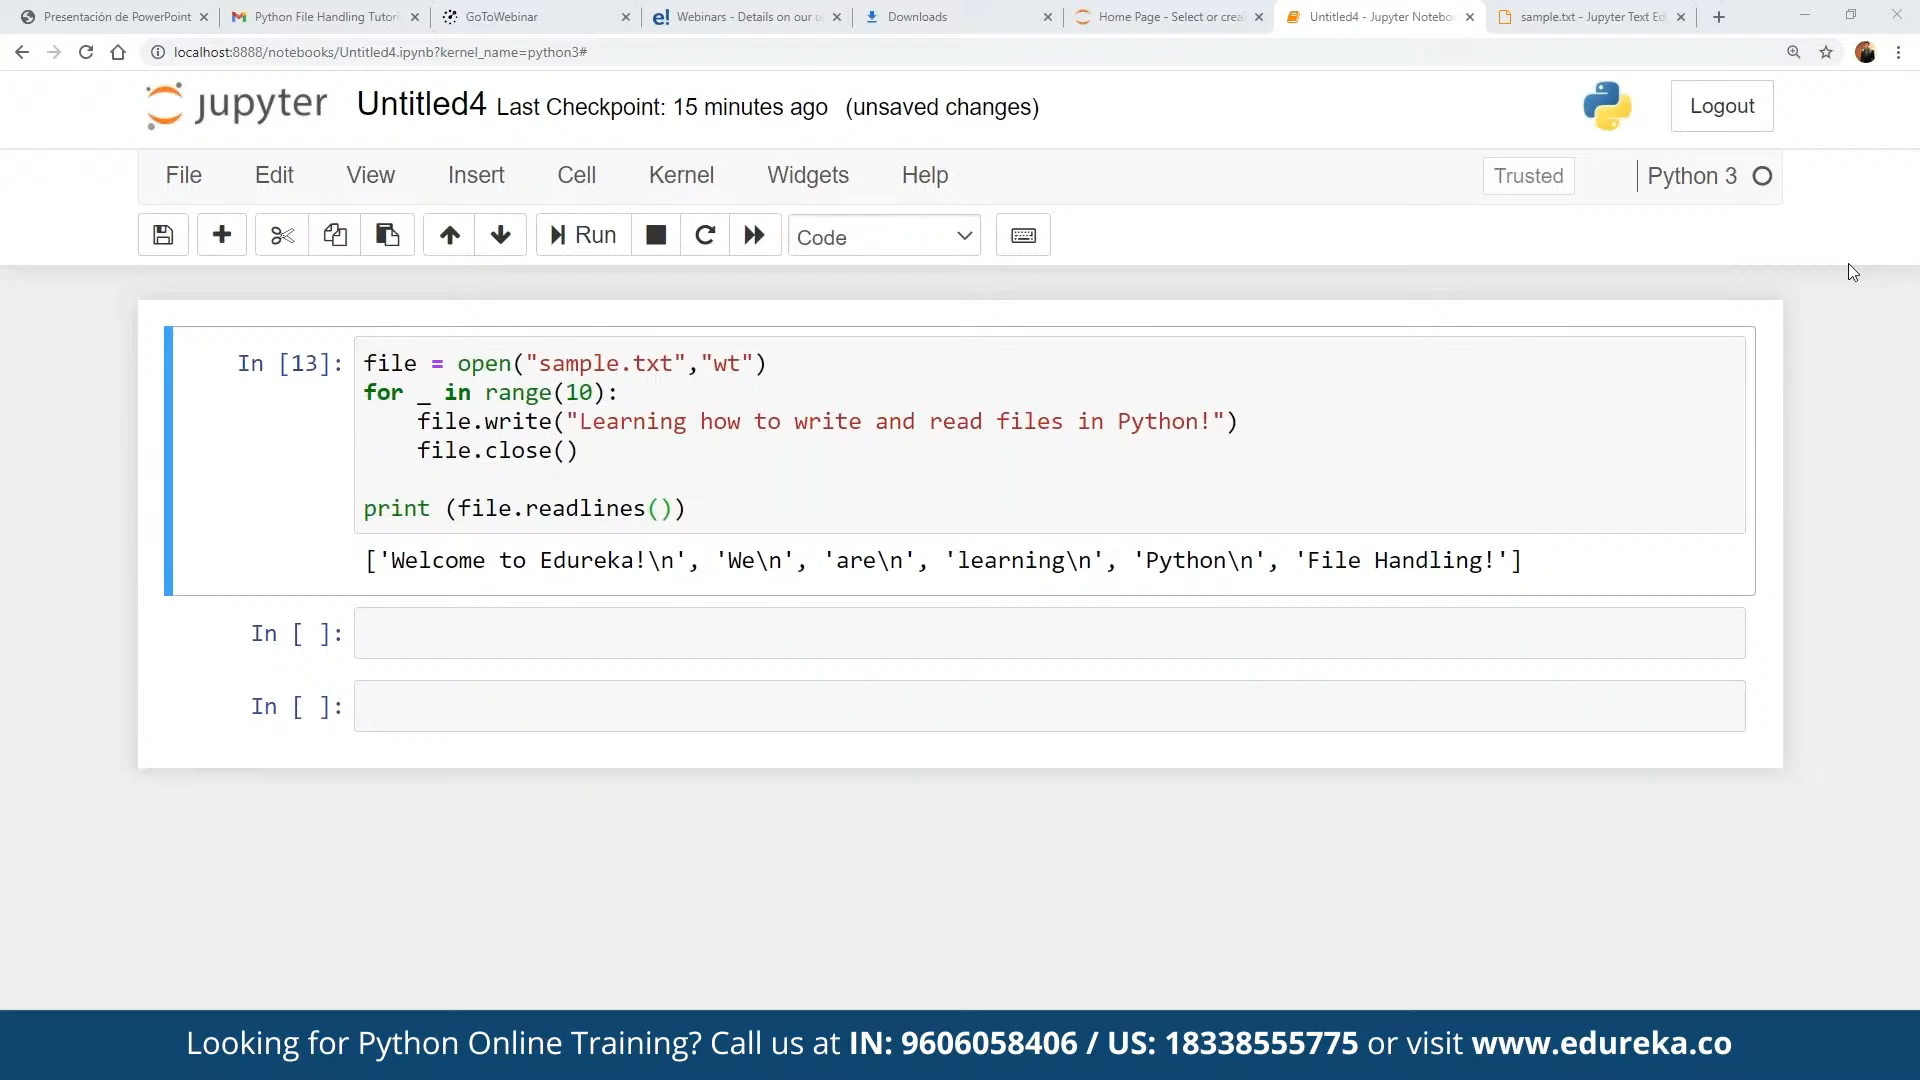 Presentación de PowerPoint
Python File Handling Tutori
GoToWebinar
Webinars - Details on our u
Downloads
Home Page - Select or crea
Untitled4 - Jupyter Notebo
sample.txt - Jupyter Text Edi
localhost:8888/notebooks/Untitled4.ipynb?kernel_name=python3#
jupyter Untitled4 Last Checkpoint: 15 minutes ago (unsaved changes)
Logout
File Edit View Insert Cell Kernel Widgets Help
Trusted
Python 3
Run
Code
In [13]: file = open("sample.txt","wt")
for _ in range(10):
    file.write("Learning how to write and read files in Python!")
    file.close()
print (file.readlines())
['Welcome to Edureka!\n', 'We\n', 'are\n', 'learning\n', 'Python\n', 'File Handling!']
In [ ]:
In [ ]:
Looking for Python Online Training? Call us at IN: 9606058406 / US: 18338555775 or visit www.edureka.co